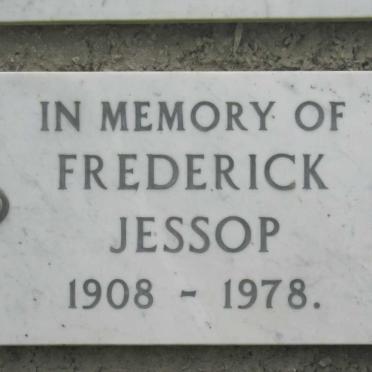 IN MEMORY OF
FREDERICK
JESSOP
1908 - 1978.